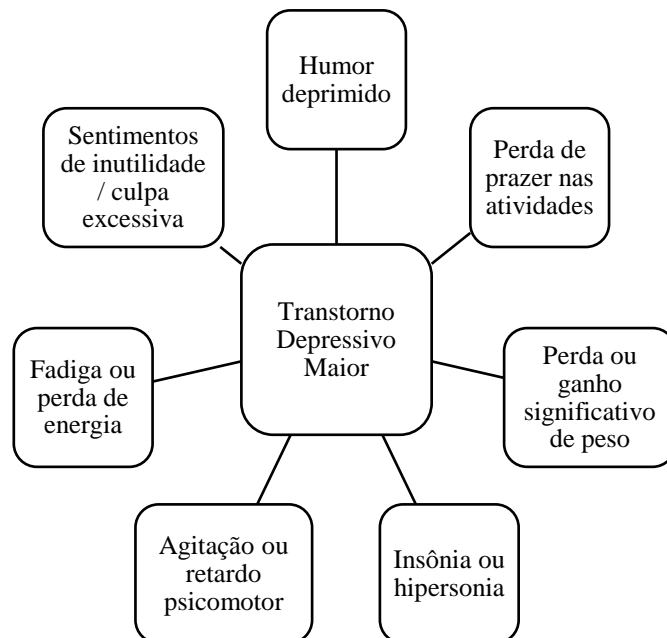 Humor
deprimido
Sentimentos
de inutilidade
/ culpa
excessiva
Perda de
prazer nas
atividades
Transtorno
Depressivo
Maior
Fadiga ou
perda de
energia
Perda ou
ganho
significativo
de peso
Agitação ou
retardo
psicomotor
Insônia ou
hipersonia